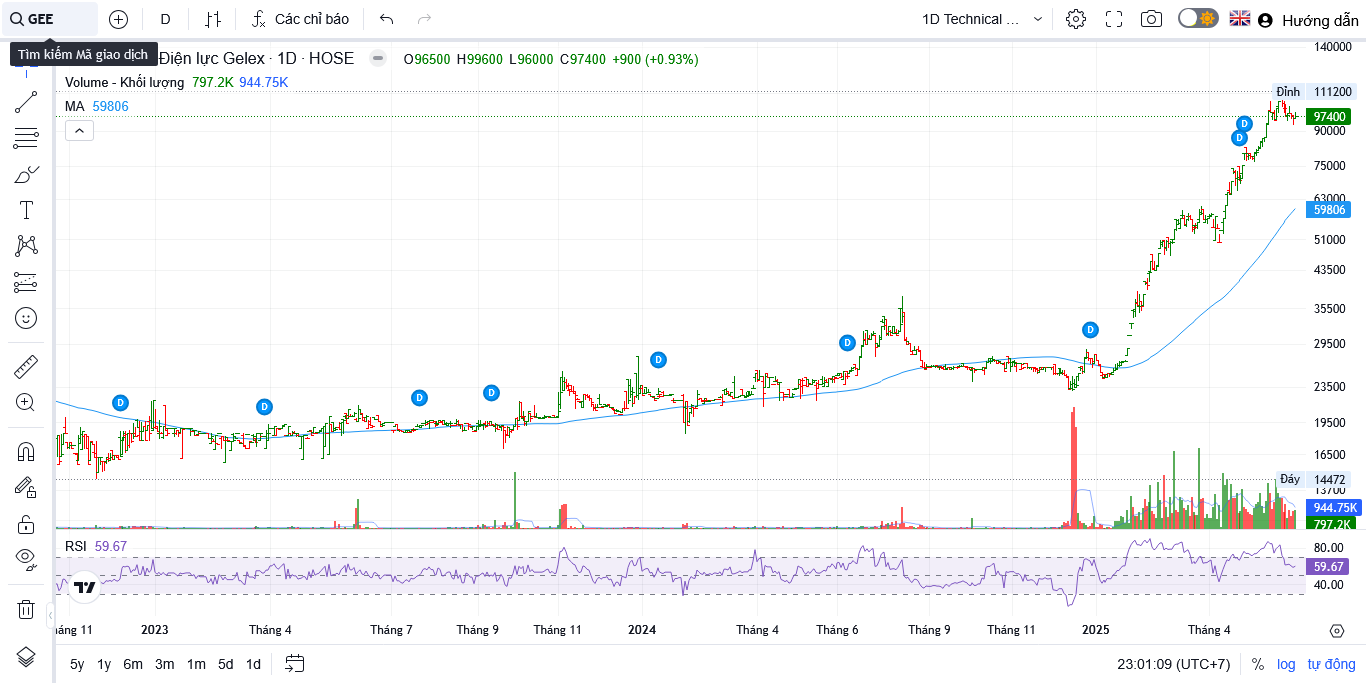 GEE
D
Các chỉ báo
1D Technical ...
Hướng dẫn
Tìm kiếm Mã giao dịch
Điện lực Gelex · 1D · HOSE
O96500 H99600 L96000 C97400 +900 (+0.93%)
Volume - Khối lượng 797.2K 944.75K
MA 59806
140000
Đỉnh 111200
97400
90000
75000
63000
59806
51000
43500
35500
29500
23500
19500
16500
Đáy 14472
13700
944.75K
797.2K
D
D
D
D
D
D
D
D
D
RSI 59.67
80.00
59.67
40.00
háng 11
2023
Tháng 4
Tháng 7
Tháng 9
Tháng 11
2024
Tháng 4
Tháng 6
Tháng 9
Tháng 11
2025
Tháng 4
5y 1y 6m 3m 1m 5d 1d
23:01:09 (UTC+7)
% log tự động